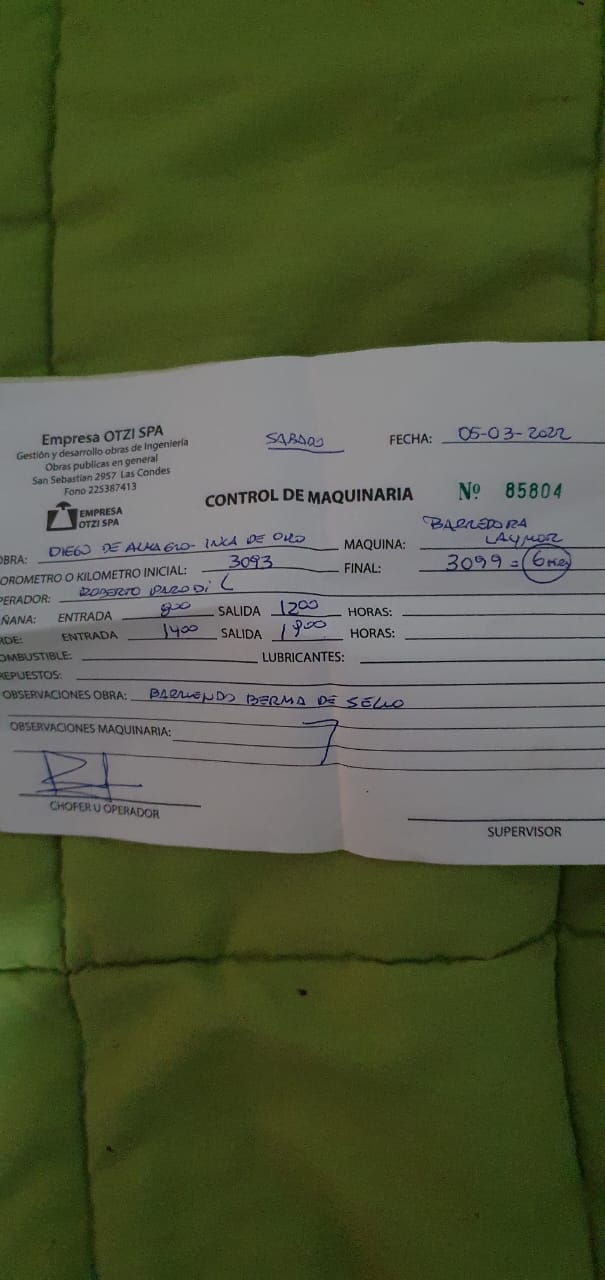 Empresa OTZI SPA
Gestión y desarrollo obras de Ingeniería
Obras publicas en general
San Sebastian 2957 Las Condes
Fono 225387413
EMPRESA
OTZI SPA
SABADO
FECHA: 05-03-2022
CONTROL DE MAQUINARIA Nº 85804
OBRA: DIEGO DE ALMAGRO- INCA DE ORO MAQUINA: BARREDORA
LAYMOR
OROMETRO O KILOMETRO INICIAL: 3093 FINAL: 3099 = 6 HRS
PERADOR: ROBERTO PARODI C
ÑANA: ENTRADA 800 SALIDA 1200 HORAS:
RDE: ENTRADA 1400 SALIDA 1900 HORAS:
OMBUSTIBLE: LUBRICANTES:
REPUESTOS:
OBSERVACIONES OBRA: BARRIENDO BERMA DE SELLO
OBSERVACIONES MAQUINARIA:
CHOFER U OPERADOR
SUPERVISOR